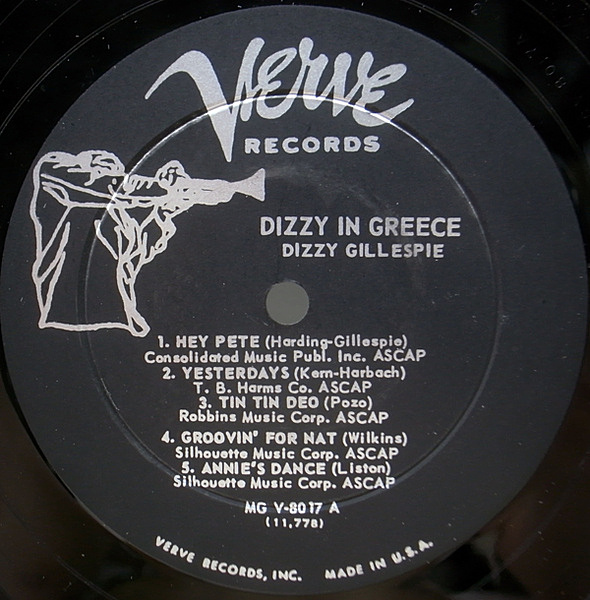 Verve
RECORDS
DIZZY IN GREECE
DIZZY GILLESPIE
1. HEY PETE (Harding-Gillespie)
Consolidated Music Publ. Inc. ASCAP
2. YESTERDAYS (Kern-Harbach)
T. B. Harms Co. ASCAP
3. TIN TIN DEO (Pozo)
Robbins Music Corp. ASCAP
4. GROOVIN' FOR NAT (Wilkins)
Silhouette Music Corp. ASCAP
5. ANNIE'S DANCE (Liston)
Silhouette Music Corp. ASCAP
MG V-8017 A
(11,778)
VERVE RECORDS, INC. MADE IN U.S.A.